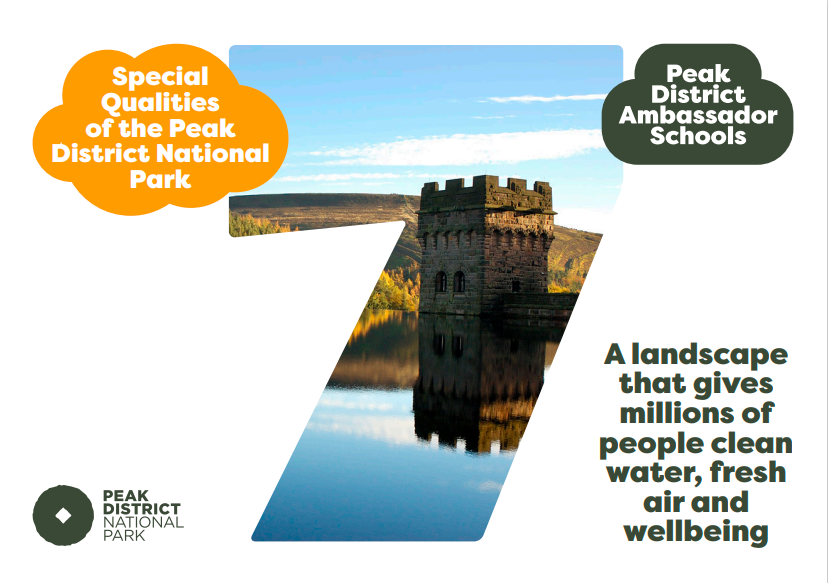 Special
Qualities
of the Peak
District National
Park
Peak
District
Ambassador
Schools
7
A landscape
that gives
millions of
people clean
water, fresh
air and
wellbeing
PEAK
DISTRICT
NATIONAL
PARK